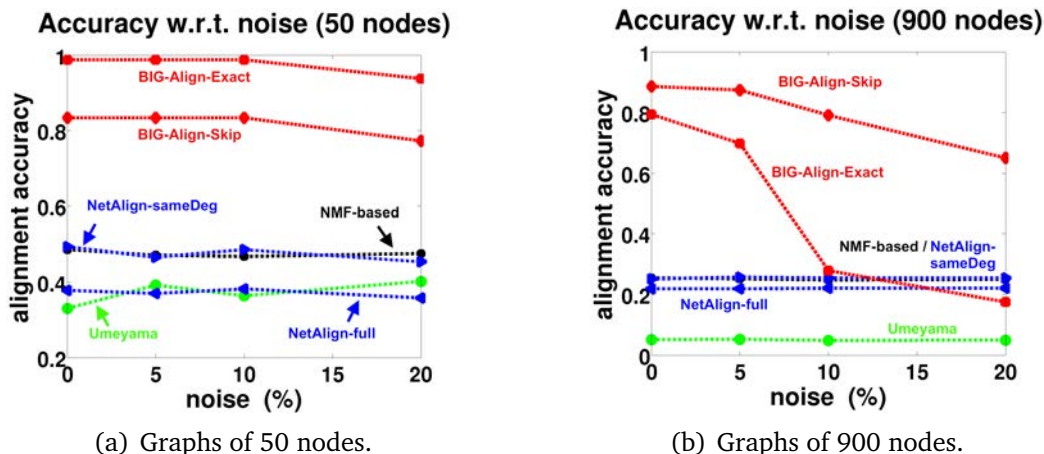 Accuracy w.r.t. noise (50 nodes)
1
0.8
0.6
0.4
0.2
alignment accuracy
BIG-Align-Exact
BIG-Align-Skip
NetAlign-sameDeg
NMF-based
Umeyama
NetAlign-full
0 5 10 15 20
noise (%)
(a) Graphs of 50 nodes.
Accuracy w.r.t. noise (900 nodes)
1
0.8
0.6
0.4
0.2
0
alignment accuracy
BIG-Align-Skip
BIG-Align-Exact
NMF-based / NetAlign-
sameDeg
NetAlign-full
Umeyama
0 5 10 15 20
noise (%)
(b) Graphs of 900 nodes.